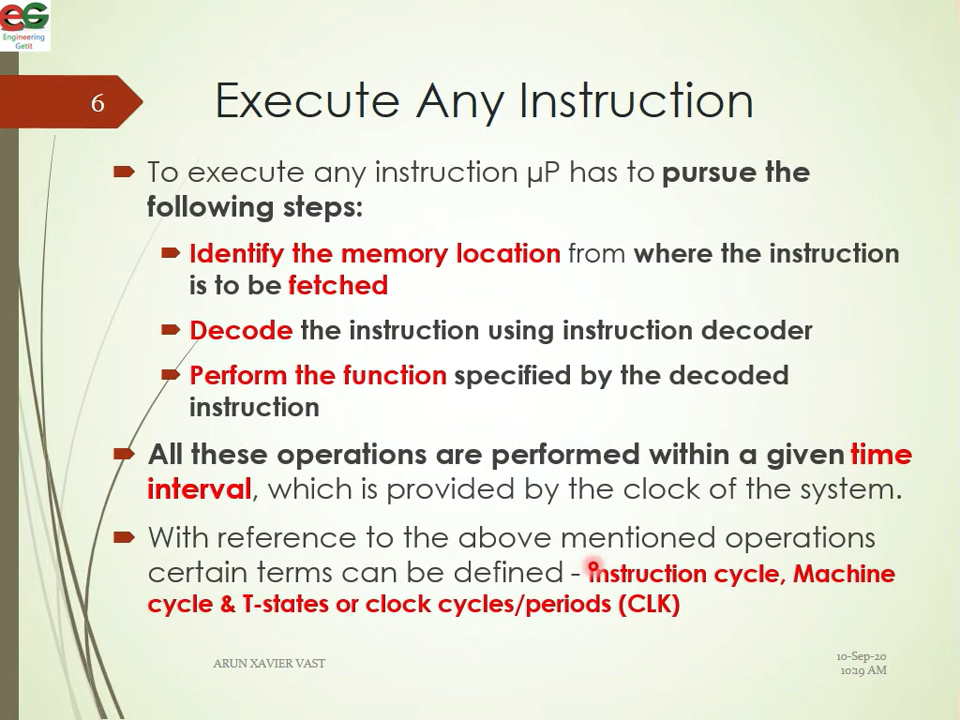 eG
Engineering
Getit
6
Execute Any Instruction
To execute any instruction µP has to pursue the
following steps:
Identify the memory location from where the instruction
is to be fetched
Decode the instruction using instruction decoder
Perform the function specified by the decoded
instruction
All these operations are performed within a given time
interval, which is provided by the clock of the system.
With reference to the above mentioned operations
certain terms can be defined - Instruction cycle, Machine
cycle & T-states or clock cycles/periods (CLK)
ARUN XAVIER VAST
10-Sep-20
10:19 AM